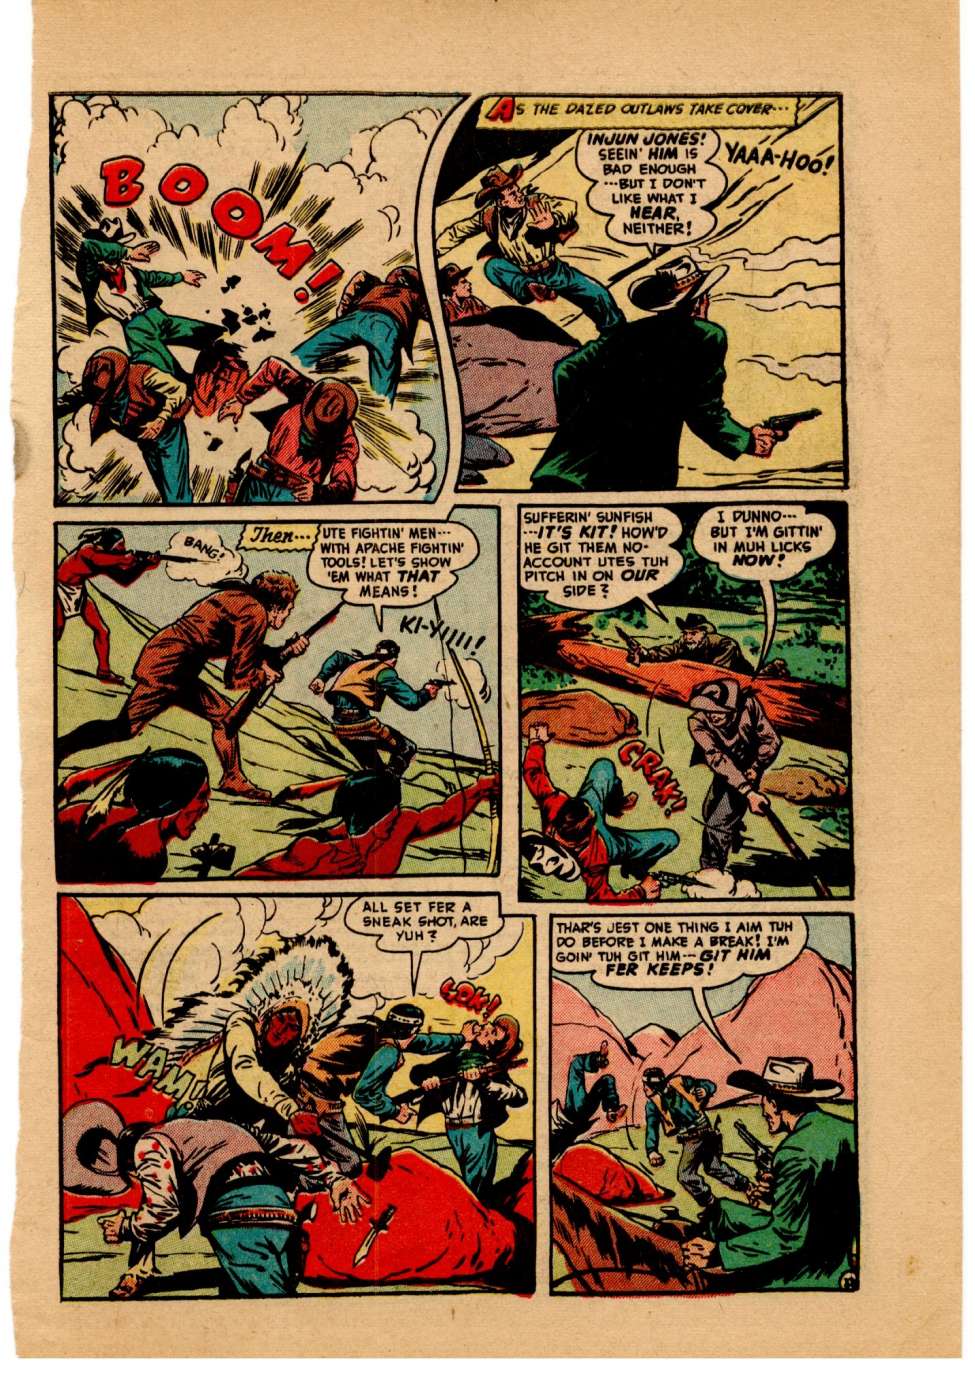 BOOM!
AS THE DAZED OUTLAWS TAKE COVER---
INJUN JONES!
SEEIN' HIM IS
BAD ENOUGH
---BUT I DON'T
LIKE WHAT I
HEAR,
NEITHER!
YAAA-HOO!
BANG!
Then...
UTE FIGHTIN' MEN---
WITH APACHE FIGHTIN'
TOOLS! LET'S SHOW
'EM WHAT THAT
MEANS!
KI-YIIII!
SUFFERIN' SUNFISH
---IT'S KIT! HOW'D
HE GIT THEM NO-
ACCOUNT UTES TUH
PITCH IN ON OUR
SIDE?
I DUNNO---
BUT I'M GITTIN'
IN MUH LICKS
NOW!
CRAK!
ALL SET FER A
SNEAK SHOT, ARE
YUH?
WAM!
THAR'S JEST ONE THING I AIM TUH
DO BEFORE I MAKE A BREAK! I'M
GOIN' TUH GIT HIM--- GIT HIM
FER KEEPS!